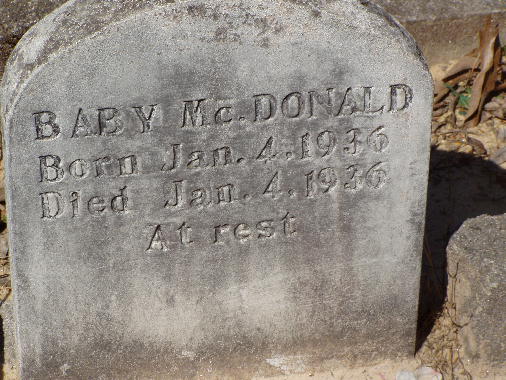 BABY Mc.DONALD
Born Jan. 4. 1936
Died Jan. 4. 1936
At rest